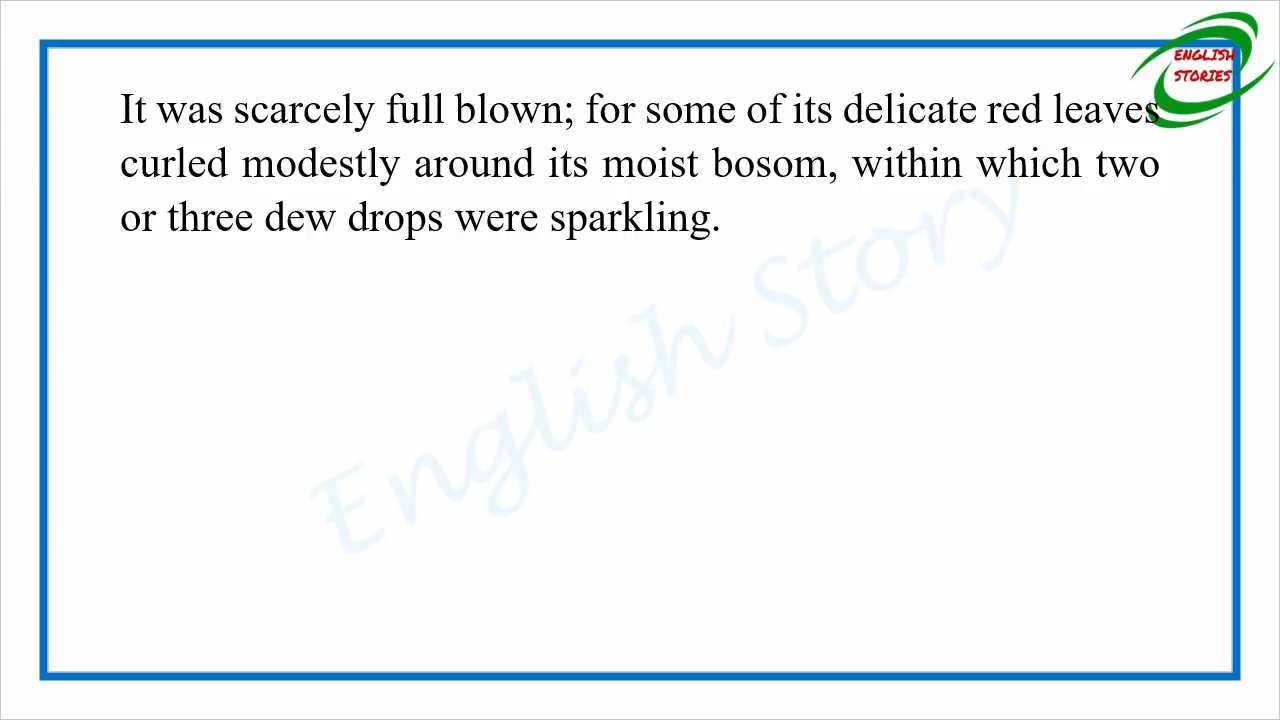 ENGLISH
STORIES
It was scarcely full blown; for some of its delicate red leaves
curled modestly around its moist bosom, within which two
or three dew drops were sparkling.
English Story